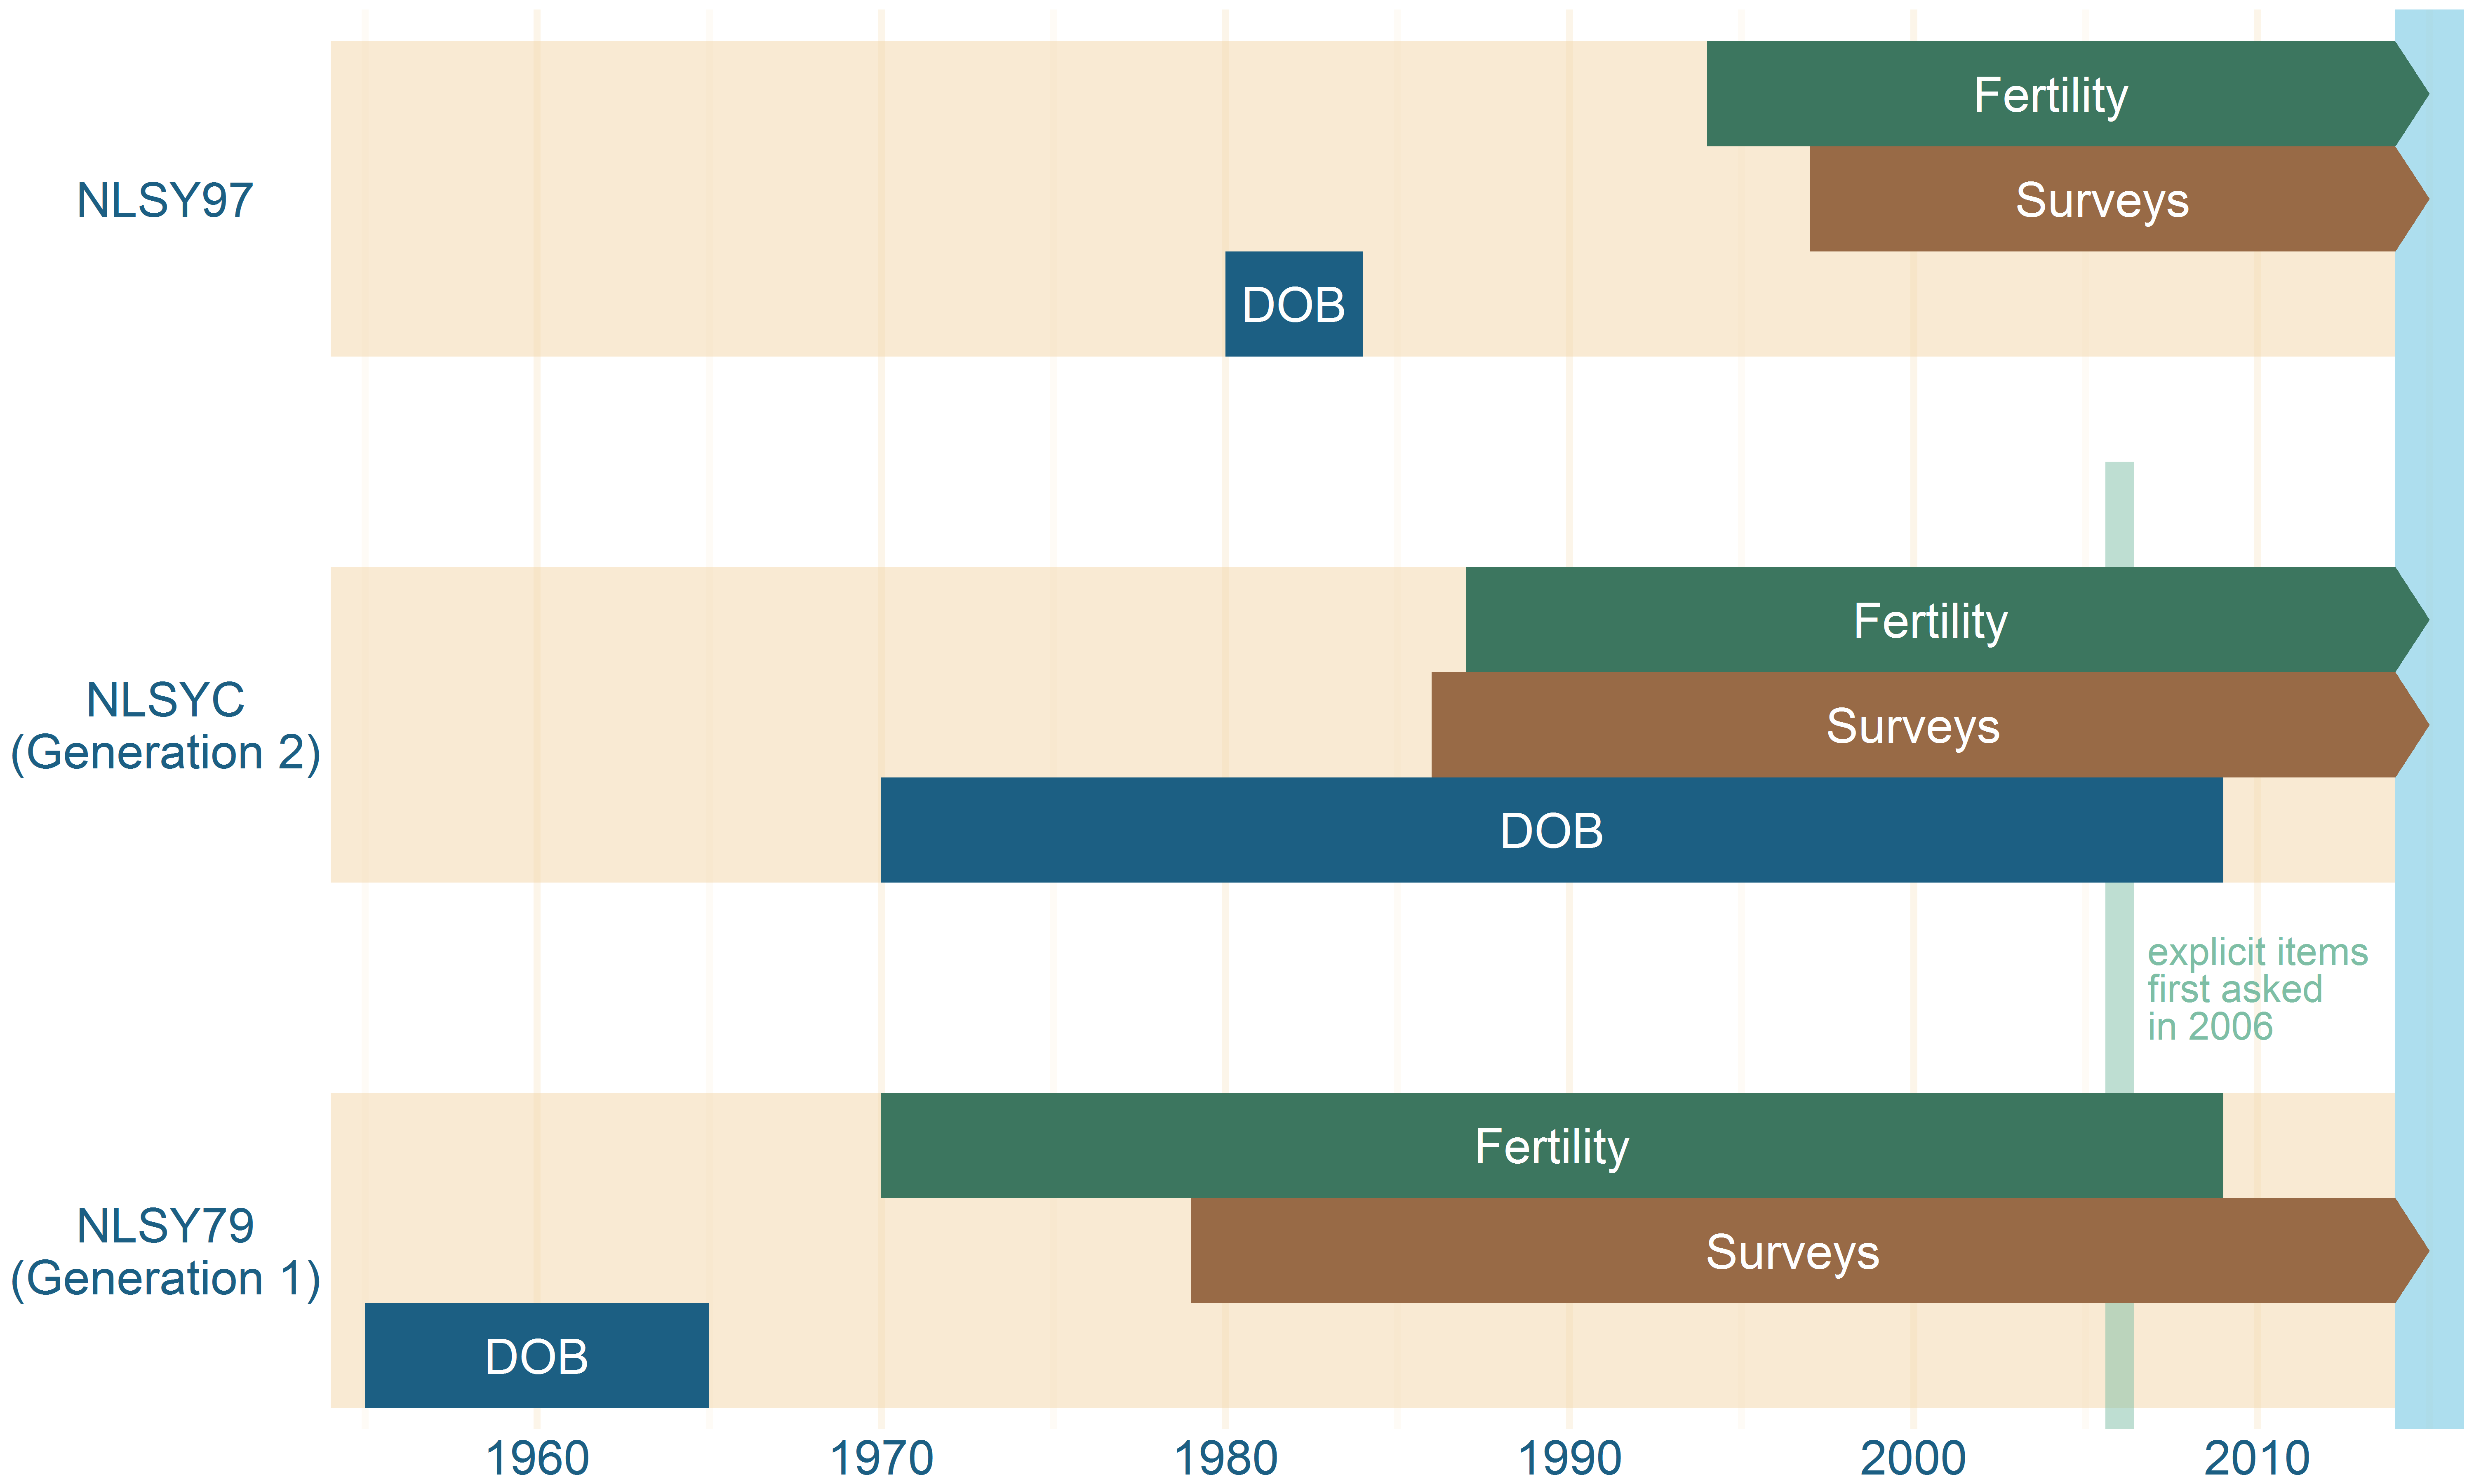 Fertility
NLSY97
Surveys
DOB
Fertility
NLSYC
(Generation 2)
Surveys
DOB
explicit items
first asked
in 2006
Fertility
NLSY79
(Generation 1)
Surveys
DOB
1960 1970 1980 1990 2000 2010